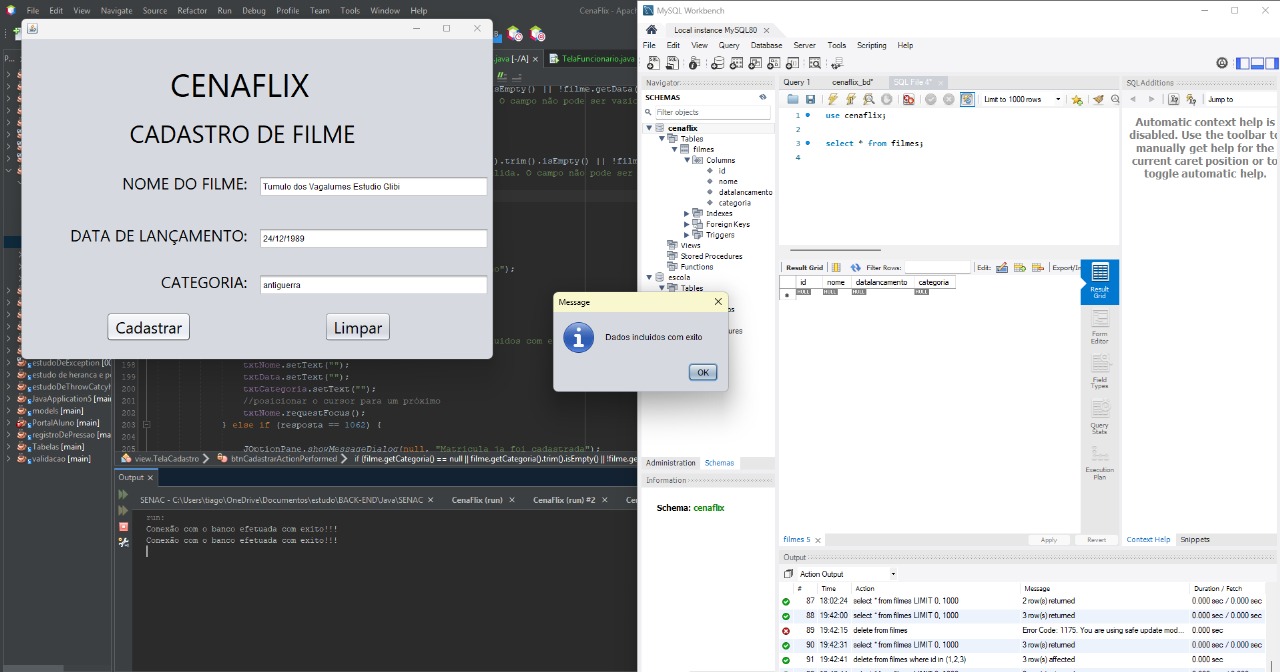 File Edit View Navigate Source Refactor Run Debug Profile Team Tools Window Help
CenaFlix - Apac
.java [-/A]
TelaFuncionario.java
isEmpty() || !filme.getData(
O campo não pode ser vazio
).trim().isEmpty() || !film
lida. O campo não pode ser
o");
uidos com e
CENAFLIX
CADASTRO DE FILME
NOME DO FILME:
Tumulo dos Vagalumes Estudio Glibi
DATA DE LANÇAMENTO:
24/12/1989
CATEGORIA:
antiguerra
Cadastrar
Limpar
Message
Dados incluidos com exito
OK
estudoDeException [00
estudo de heranca e po
estudoDeThrowCatcyh
JavaApplication5 [mai
models [main]
PortalAluno [main]
registroDePressao [mai
Tabelas [main]
validacao [main]
198 txtNome.setText("");
199 txtData.setText("");
200 txtCategoria.setText("");
201 //posicionar o cursor para um próximo
202 txtNome.requestFocus();
203 } else if (resposta == 1062) {
204
205 JOptionPane.showMessageDialog(null, "Matricula ja foi cadastrada");
view.TelaCadastro
btnCadastrarActionPerformed
if (filme.getCategoria() == null || filme.getCategoria().trim().isEmpty() || !filme.ge
Output
SENAC - C:\Users\tiago\OneDrive\Documentos\estudo\BACK-END\Java\SENAC
CenaFlix (run)
CenaFlix (run) #2
run:
Conexão com o banco efetuada com exito!!!
Conexão com o banco efetuada com exito!!!
MySQL Workbench
Local instance MySQL80
File Edit View Query Database Server Tools Scripting Help
Navigator
SCHEMAS
Filter objects
cenaflix
Tables
filmes
Columns
id
nome
datalancamento
categoria
Indexes
Foreign Keys
Triggers
Views
Stored Procedures
Functions
escola
Tables
Administration Schemas
Information
Schema: cenaflix
Query 1
cenaflix_bd*
SQL File 4*
Limit to 1000 rows
1 use cenaflix;
2
3 select * from filmes;
4
Result Grid
Filter Rows:
Edit:
Export/Im
id nome datalancamento categoria
NULL NULL NULL NULL
Result Grid
Form Editor
Field Types
Query Stats
Execution Plan
filmes 5
Apply
Revert
SQLAdditions
Jump to
Automatic context help is
disabled. Use the toolbar to
manually get help for the
current caret position or to
toggle automatic help.
Context Help Snippets
Output
Action Output
# Time Action Message Duration / Fetch
87 18:02:24 select * from filmes LIMIT 0, 1000 2 row(s) returned 0.000 sec / 0.000 sec
88 19:42:00 select * from filmes LIMIT 0, 1000 3 row(s) returned 0.000 sec / 0.000 sec
89 19:42:15 delete from filmes Error Code: 1175. You are using safe update mod... 0.000 sec
90 19:42:31 select * from filmes LIMIT 0, 1000 3 row(s) returned 0.000 sec / 0.000 sec
91 19:42:41 delete from filmes where id in (1,2,3) 3 row(s) affected 0.000 sec